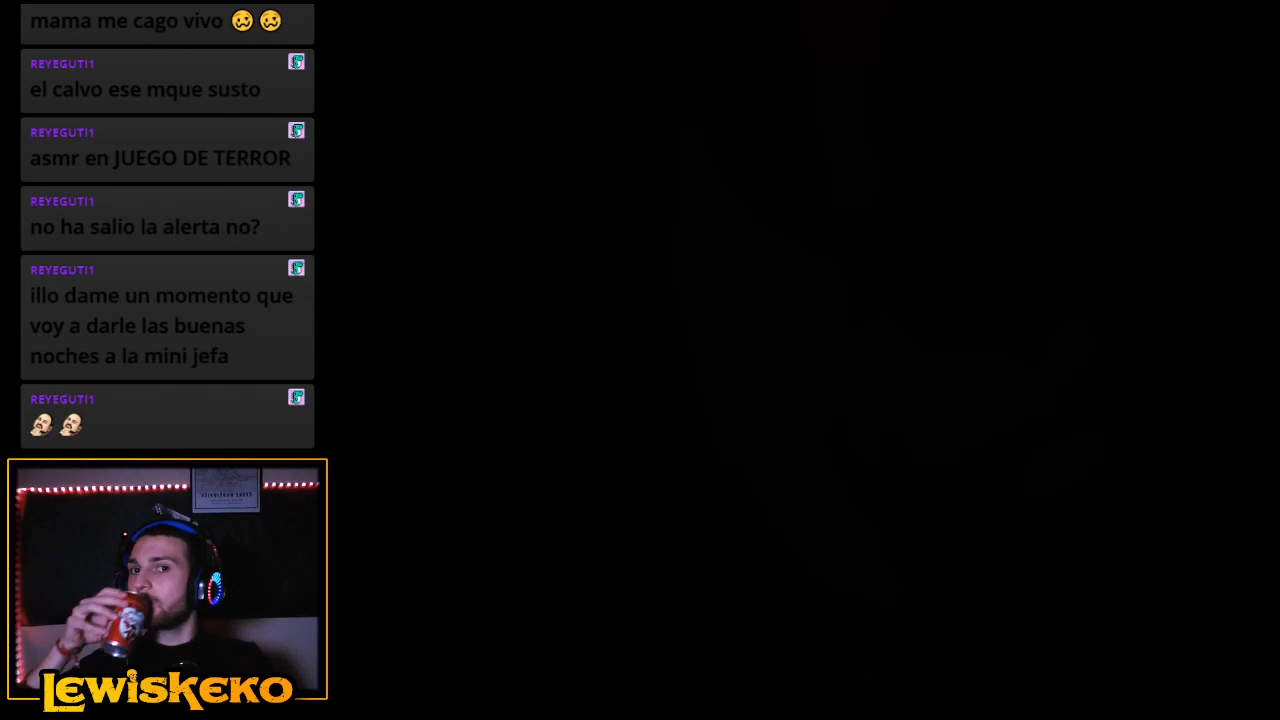 mama me cago vivo 🥴🥴
REYEGUTI1
el calvo ese mque susto
REYEGUTI1
asmr en JUEGO DE TERROR
REYEGUTI1
no ha salio la alerta no?
REYEGUTI1
illo dame un momento que
voy a darle las buenas
noches a la mini jefa
REYEGUTI1
LEWISKEKO